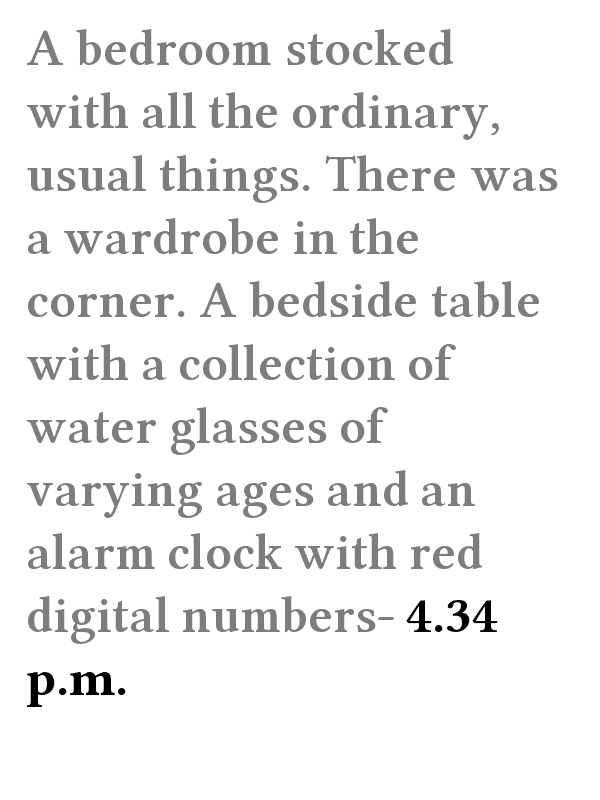 A bedroom stocked
with all the ordinary,
usual things. There was
a wardrobe in the
corner. A bedside table
with a collection of
water glasses of
varying ages and an
alarm clock with red
digital numbers- 4.34
p.m.